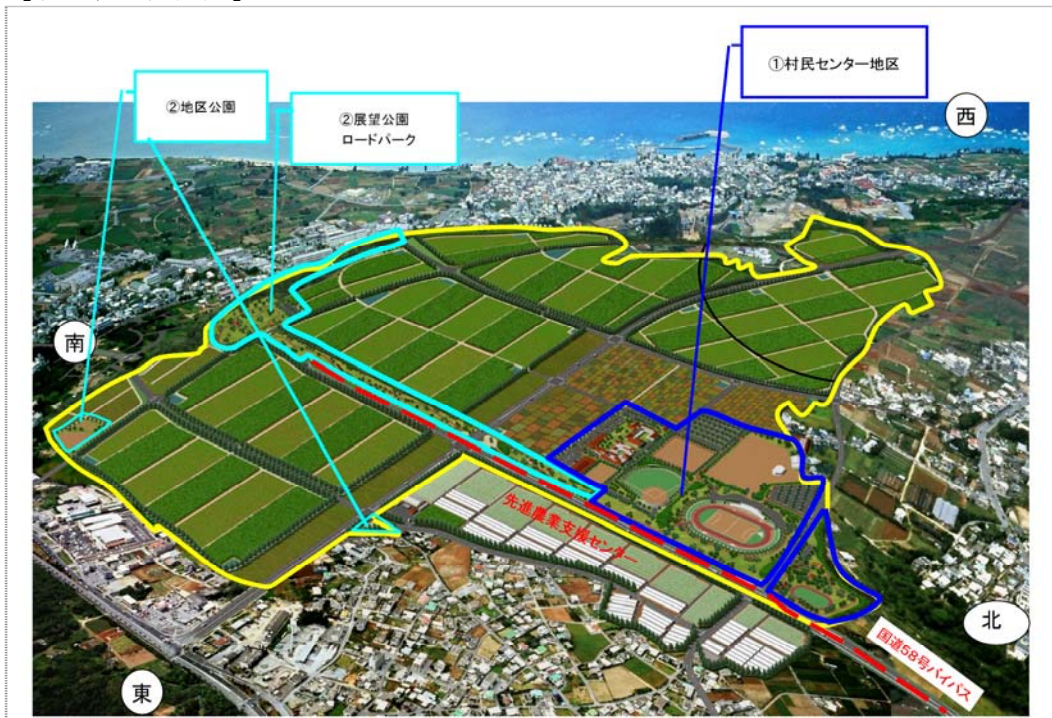 ①村民センター地区
②地区公園
②展望公園
ロードパーク
西
南
先進農業支援センター
北
国道58号バイパス
東